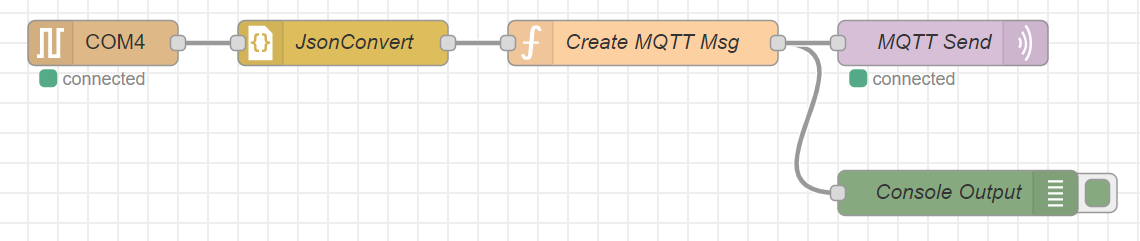 COM4
JsonConvert
Create MQTT Msg
MQTT Send
connected
connected
Console Output